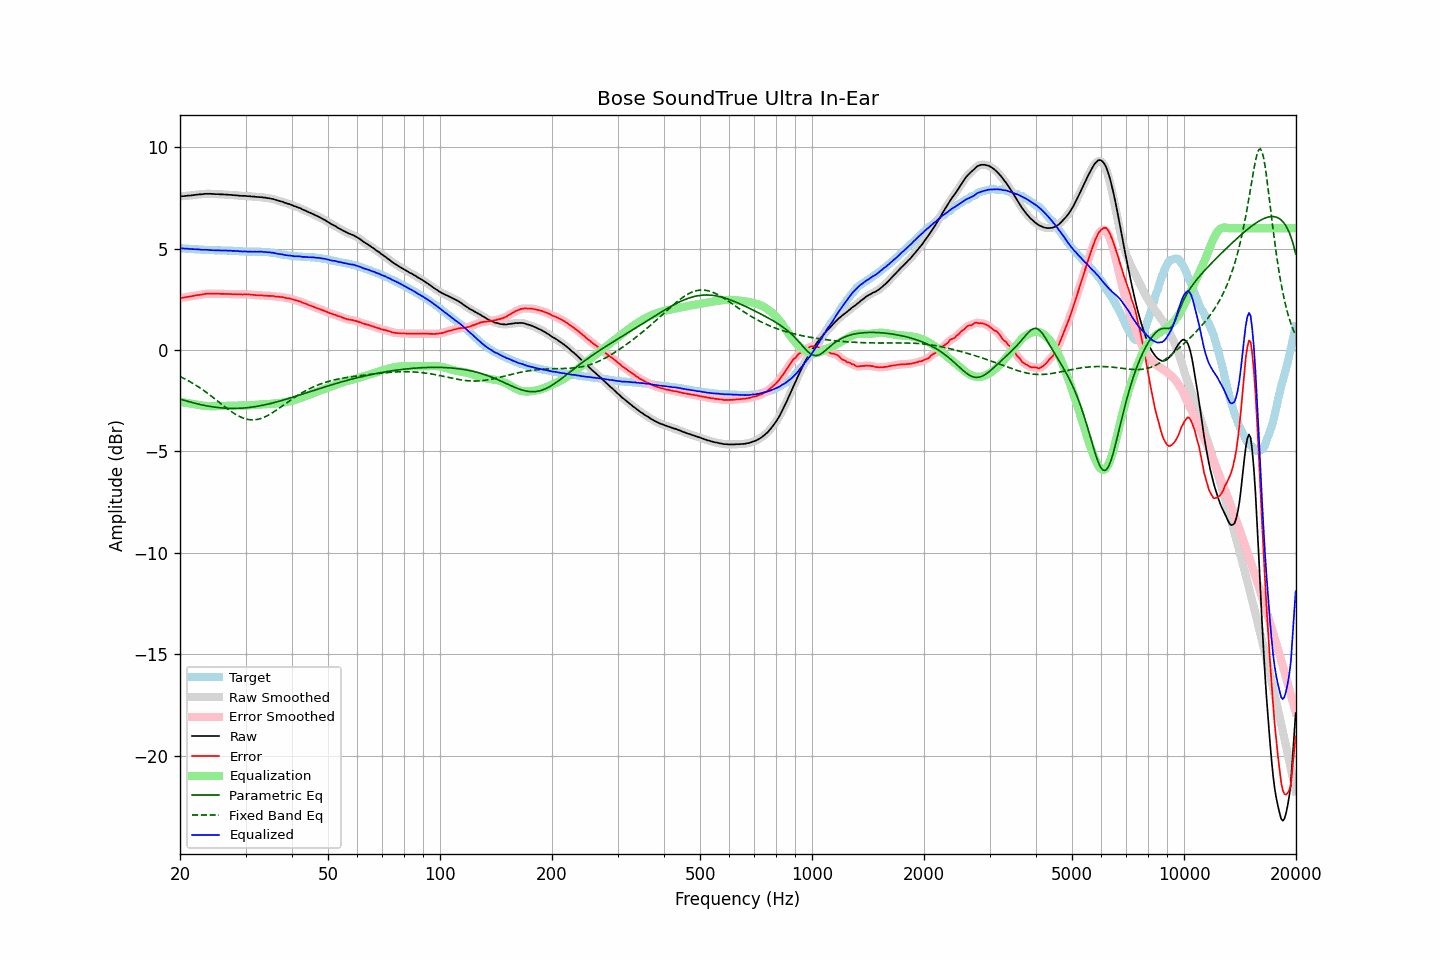 Bose SoundTrue Ultra In-Ear
Amplitude (dBr)
10
5
0
−5
−10
−15
−20
Target
Raw Smoothed
Error Smoothed
Raw
Error
Equalization
Parametric Eq
Fixed Band Eq
Equalized
20 50 100 200 500 1000 2000 5000 10000 20000
Frequency (Hz)